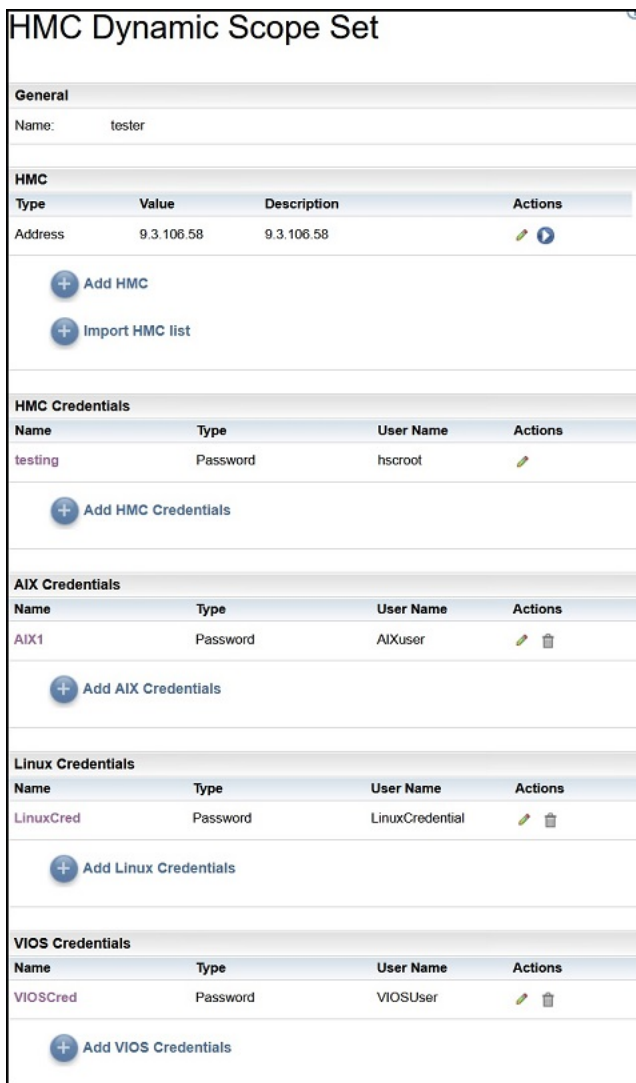 HMC Dynamic Scope Set
General
Name: tester
HMC
Type Value Description Actions
Address 9.3.106.58 9.3.106.58
Add HMC
Import HMC list
HMC Credentials
Name Type User Name Actions
testing Password hscroot
Add HMC Credentials
AIX Credentials
Name Type User Name Actions
AIX1 Password AIXuser
Add AIX Credentials
Linux Credentials
Name Type User Name Actions
LinuxCred Password LinuxCredential
Add Linux Credentials
VIOS Credentials
Name Type User Name Actions
VIOSCred Password VIOSUser
Add VIOS Credentials